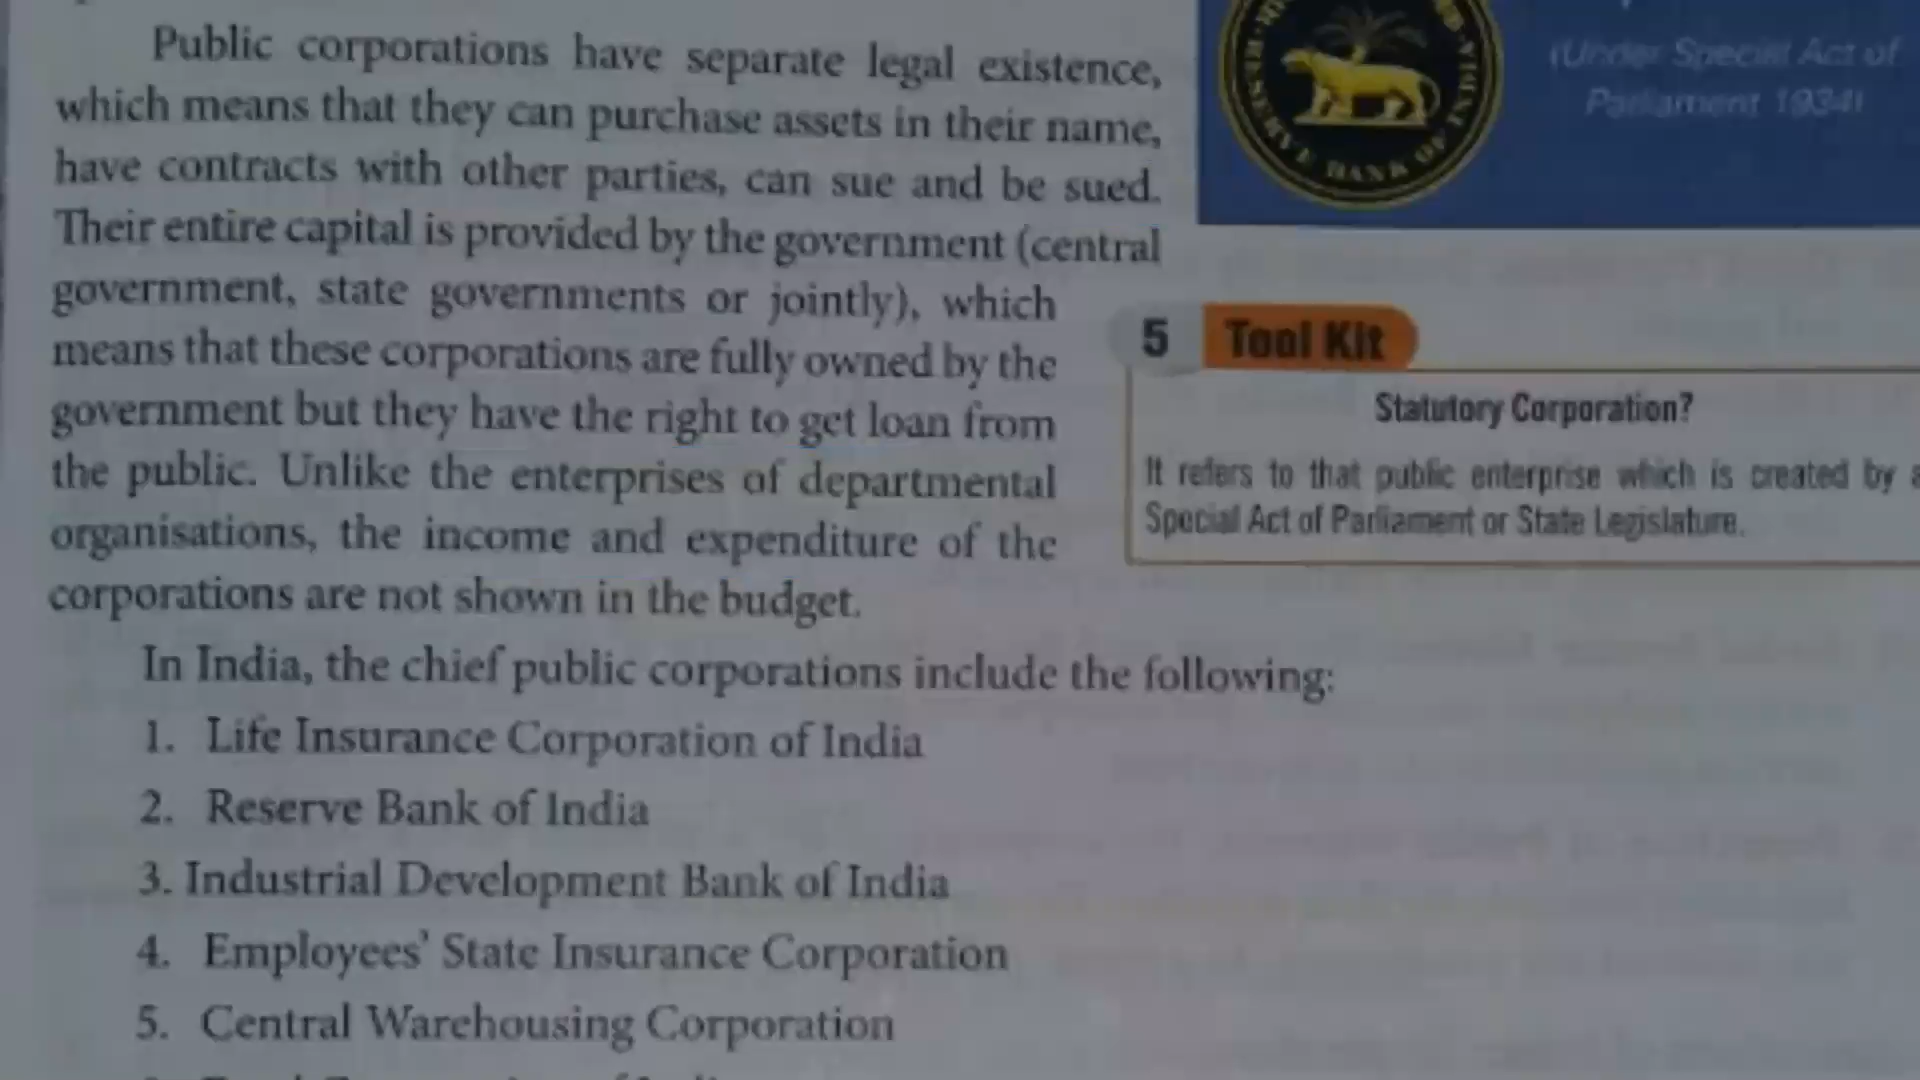 Public corporations have separate legal existence,
which means that they can purchase assets in their name,
have contracts with other parties, can sue and be sued.
Their entire capital is provided by the government (central
government, state governments or jointly), which
means that these corporations are fully owned by the
government but they have the right to get loan from
the public. Unlike the enterprises of departmental
organisations, the income and expenditure of the
corporations are not shown in the budget.
(Under Special Act of
Parliament 1934)
RESERVE BANK OF INDIA
5 Tool Kit
Statutory Corporation?
It refers to that public enterprise which is created by a
Special Act of Parliament or State Legislature.
In India, the chief public corporations include the following:
1. Life Insurance Corporation of India
2. Reserve Bank of India
3. Industrial Development Bank of India
4. Employees' State Insurance Corporation
5. Central Warehousing Corporation